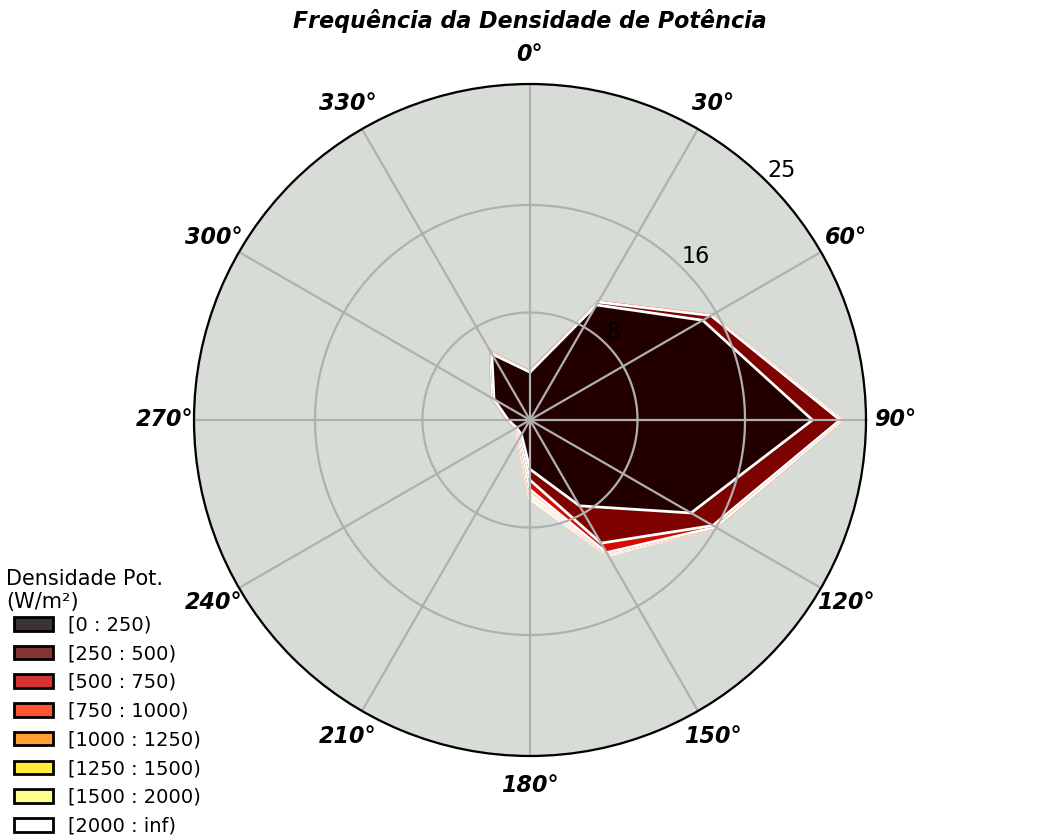 Frequência da Densidade de Potência
0°
330°
30°
25
300°
60°
16
8
270°
90°
240°
120°
210°
150°
180°
Densidade Pot.
(W/m²)
[0 : 250)
[250 : 500)
[500 : 750)
[750 : 1000)
[1000 : 1250)
[1250 : 1500)
[1500 : 2000)
[2000 : inf)